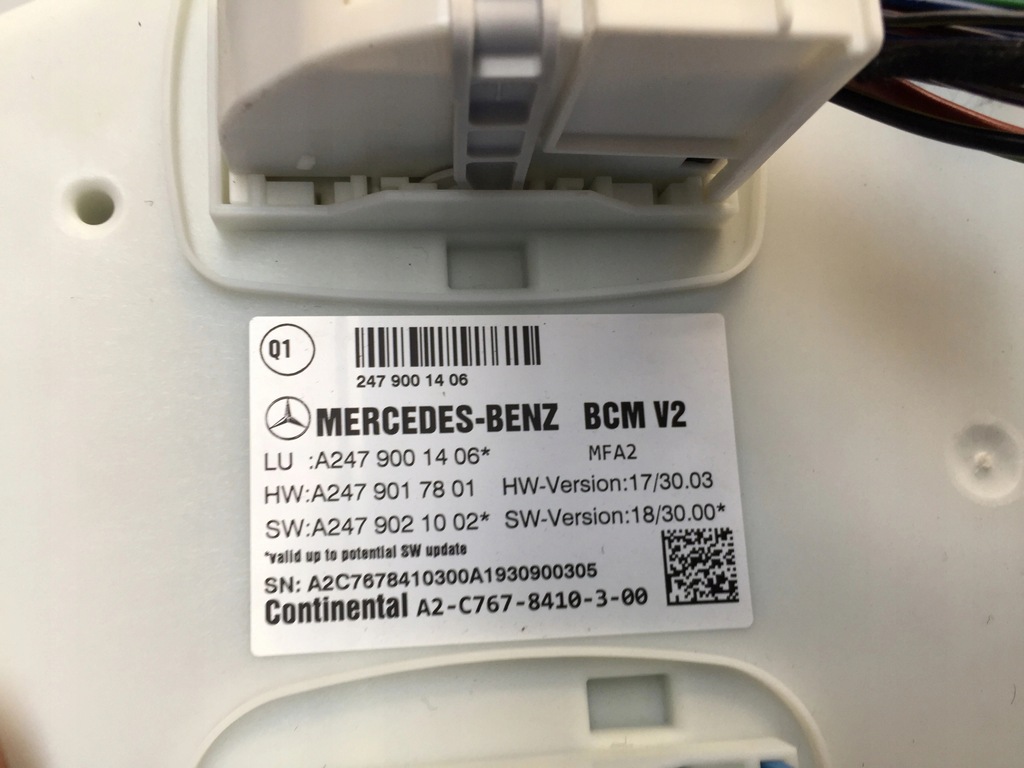 Q1
247 900 14 06
MERCEDES-BENZ BCM V2
LU :A247 900 14 06* MFA2
HW:A247 901 78 01 HW-Version:17/30.03
SW:A247 902 10 02* SW-Version:18/30.00*
*valid up to potential SW update
SN: A2C7678410300A1930900305
Continental A2-C767-8410-3-00